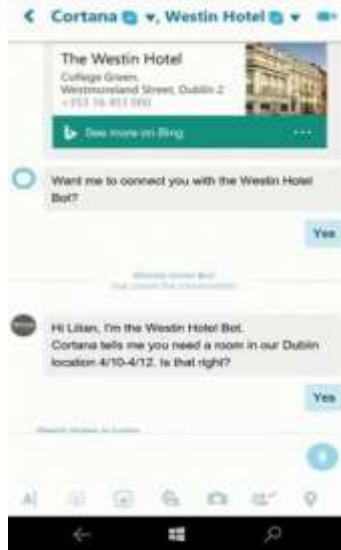 Cortana , Westin Hotel
The Westin Hotel
College Green,
Westmoreland Street, Dublin 2
See more on Bing
Want me to connect you with the Westin Hotel
Bot?
Yes
Hi Lilian, I'm the Westin Hotel Bot.
Cortana tells me you need a room in our Dublin
location 4/10-4/12. Is that right?
Yes